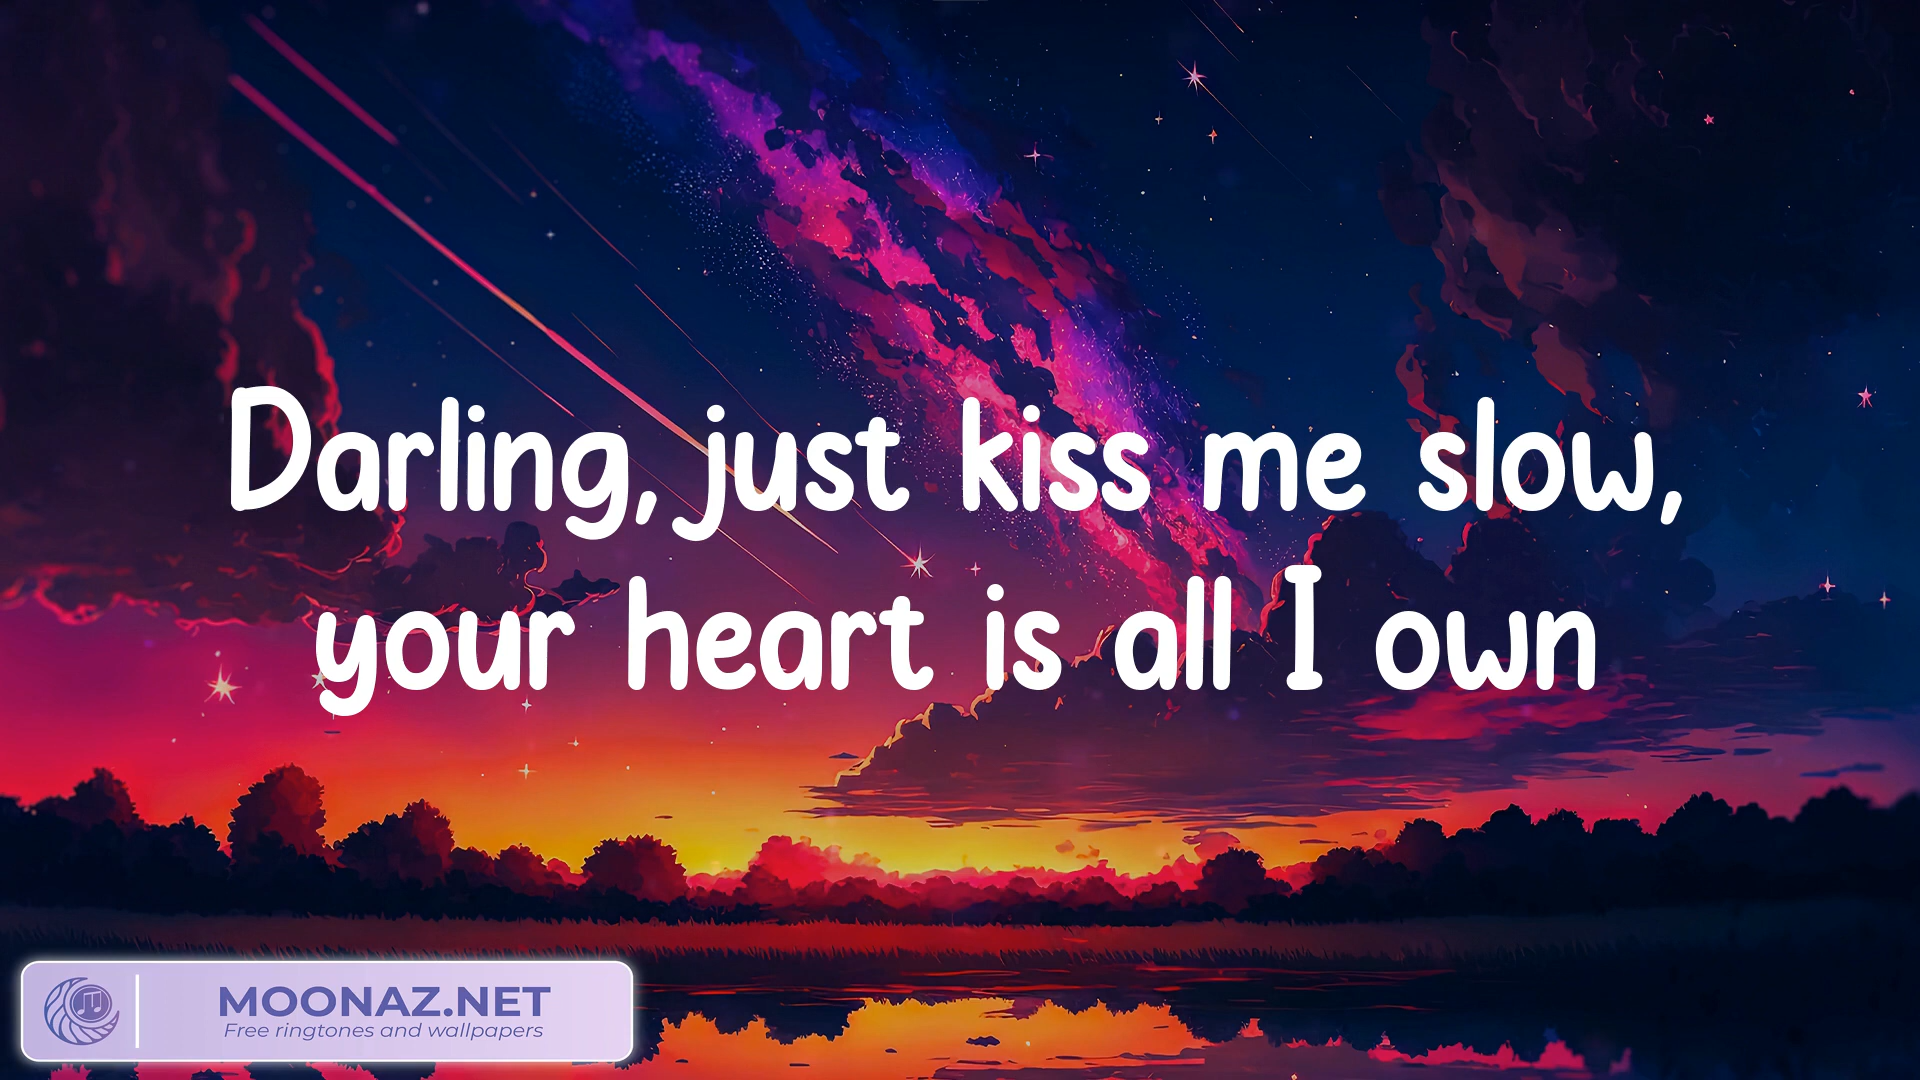 Darling, just kiss me slow,
your heart is all I own
MOONAZ.NET
Free ringtones and wallpapers